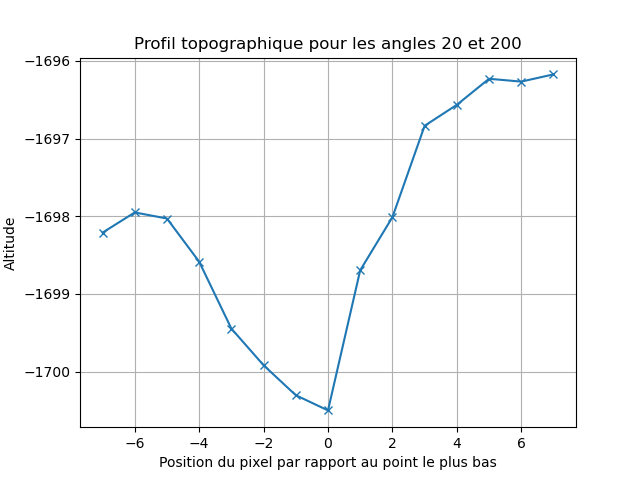 Profil topographique pour les angles 20 et 200
−1696
−1697
−1698
−1699
−1700
Altitude
−6 −4 −2 0 2 4 6
Position du pixel par rapport au point le plus bas